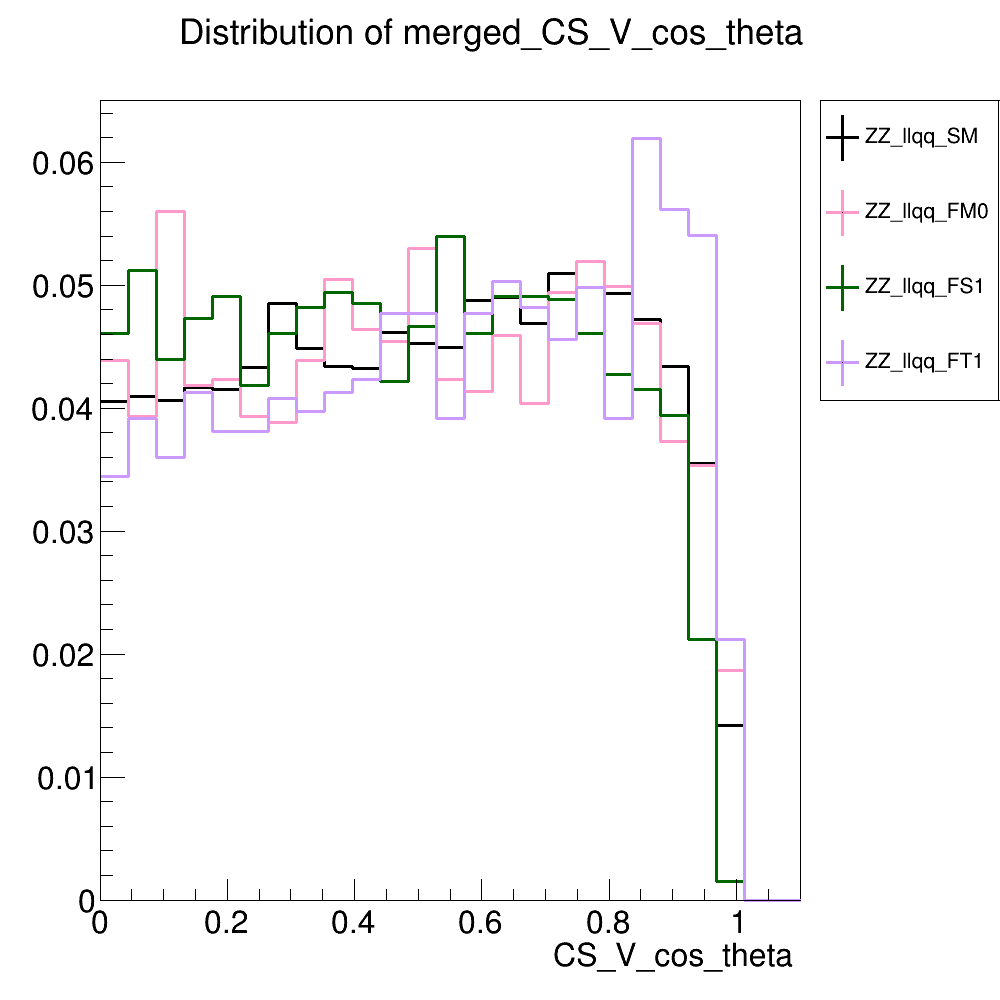 Distribution of merged_CS_V_cos_theta
ZZ_llqq_SM
ZZ_llqq_FM0
ZZ_llqq_FS1
ZZ_llqq_FT1
0.06
0.05
0.04
0.03
0.02
0.01
0
0 0.2 0.4 0.6 0.8 1
CS_V_cos_theta